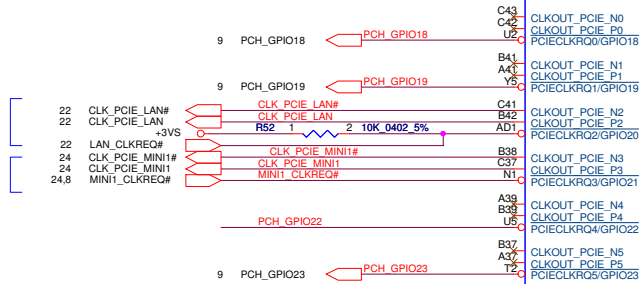 C43 CLKOUT_PCIE_N0
C42 CLKOUT_PCIE_P0
9 PCH_GPIO18 PCH_GPIO18 U2 PCIECLKRQ0/GPIO18
B41 CLKOUT_PCIE_N1
A41 CLKOUT_PCIE_P1
9 PCH_GPIO19 PCH_GPIO19 Y5 PCIECLKRQ1/GPIO19
22 CLK_PCIE_LAN# CLK_PCIE_LAN# C41 CLKOUT_PCIE_N2
22 CLK_PCIE_LAN CLK_PCIE_LAN B42 CLKOUT_PCIE_P2
+3VS R52 1 2 10K_0402_5% AD1 PCIECLKRQ2/GPIO20
22 LAN_CLKREQ#
24 CLK_PCIE_MINI1# CLK_PCIE_MINI1# B38 CLKOUT_PCIE_N3
24 CLK_PCIE_MINI1 CLK_PCIE_MINI1 C37 CLKOUT_PCIE_P3
24,8 MINI1_CLKREQ# MINI1_CLKREQ# N1 PCIECLKRQ3/GPIO21
A39 CLKOUT_PCIE_N4
B39 CLKOUT_PCIE_P4
PCH_GPIO22 U5 PCIECLKRQ4/GPIO22
B37 CLKOUT_PCIE_N5
A37 CLKOUT_PCIE_P5
9 PCH_GPIO23 PCH_GPIO23 T2 PCIECLKRQ5/GPIO23